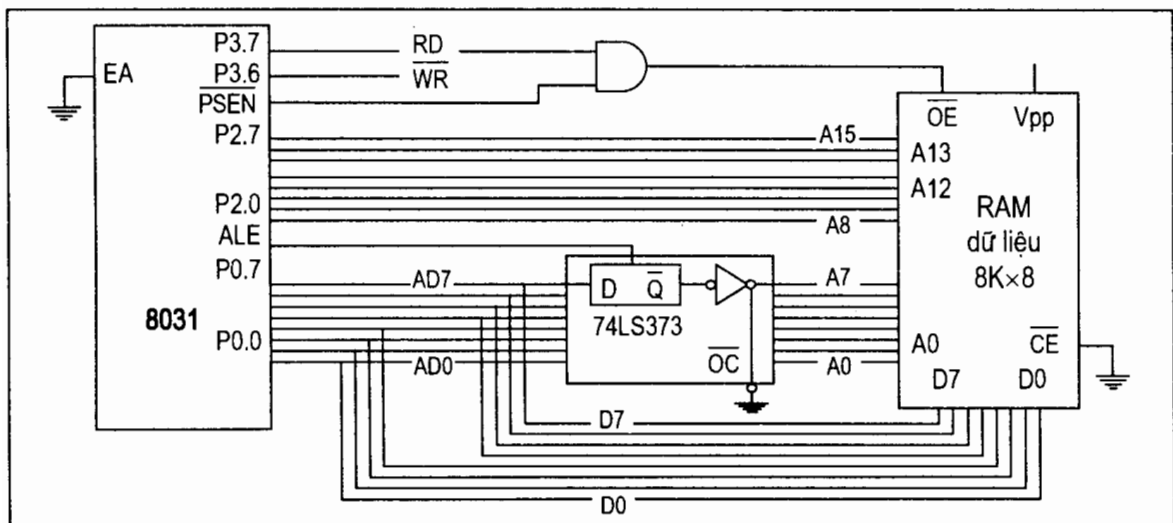 P3.7
RD
EA
P3.6
WR
PSEN
OE
Vpp
P2.7
A15
A13
A12
P2.0
RAM
A8
dữ liệu
ALE
8K×8
P0.7
AD7
D
Q
A7
8031
74LS373
P0.0
OC
A0
CE
AD0
A0
D7
D0
D7
D0